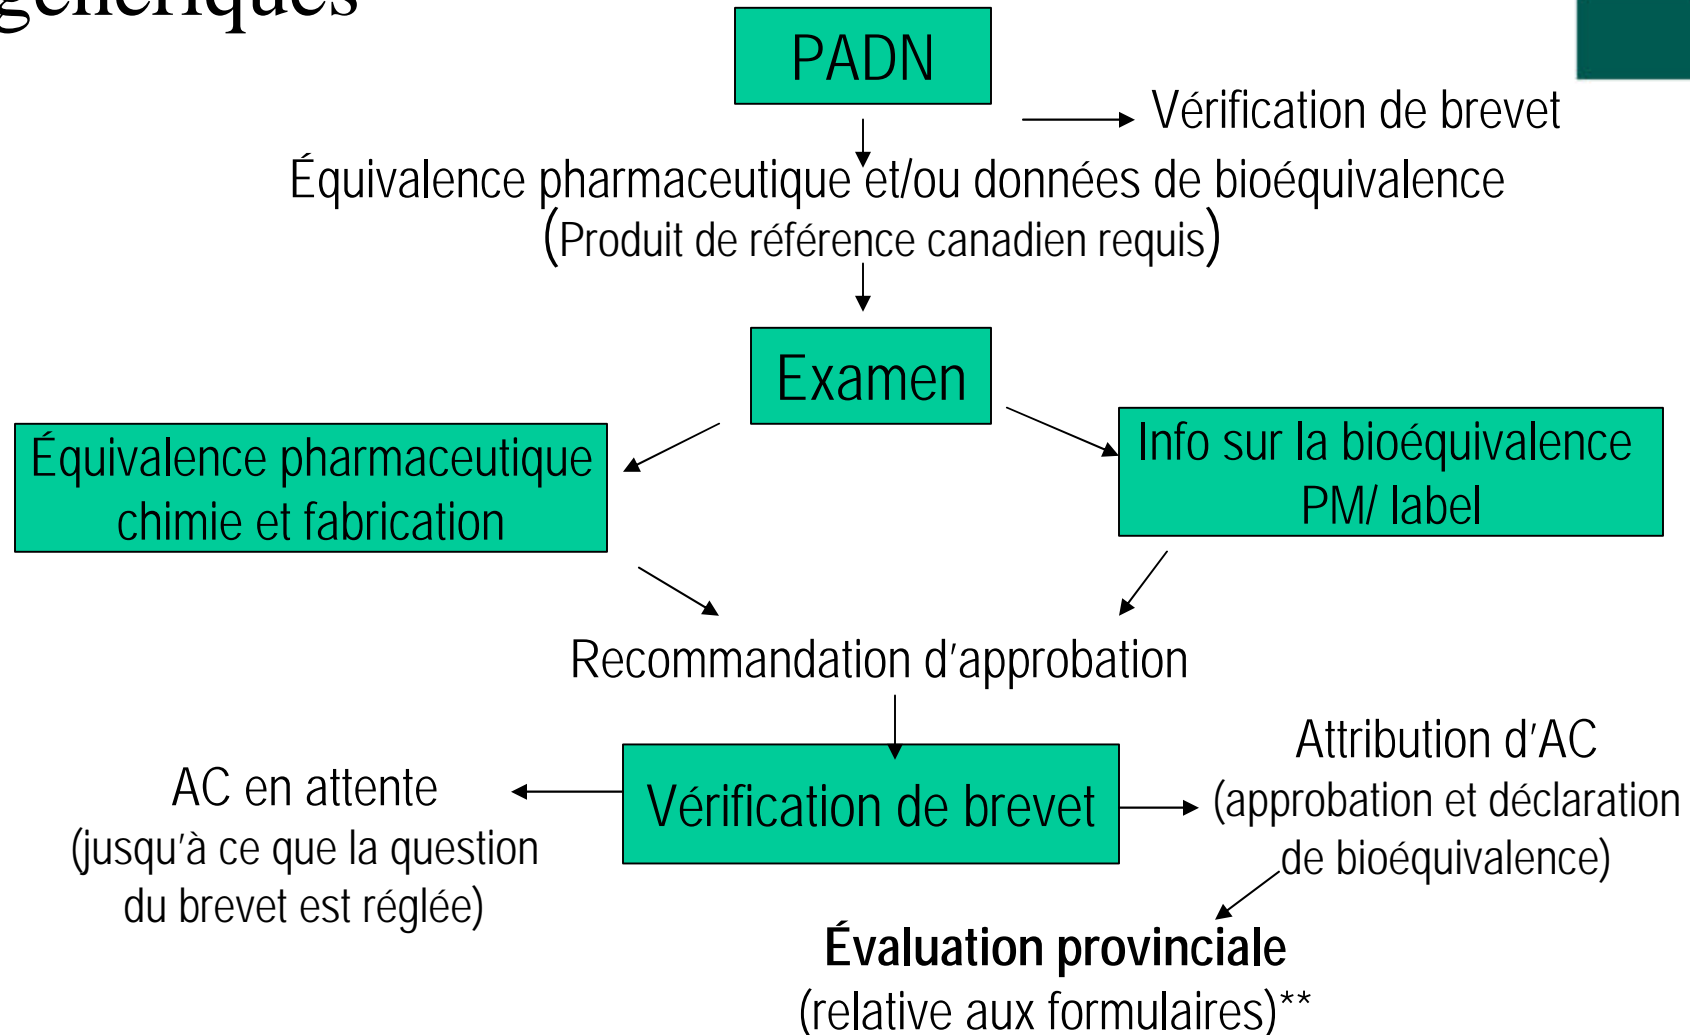 génériques
PADN
Vérification de brevet
Équivalence pharmaceutique et/ou données de bioéquivalence
(Produit de référence canadien requis)
Examen
Équivalence pharmaceutique
chimie et fabrication
Info sur la bioéquivalence
PM/ label
Recommandation d'approbation
AC en attente
(jusqu'à ce que la question
du brevet est réglée)
Vérification de brevet
Attribution d'AC
(approbation et déclaration
de bioéquivalence)
Évaluation provinciale
(relative aux formulaires)**